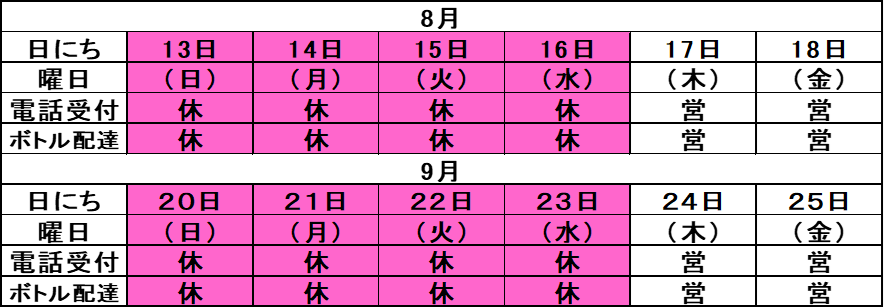 8月
日にち 13日 14日 15日 16日 17日 18日
曜日 (日) (月) (火) (水) (木) (金)
電話受付 休 休 休 休 営 営
ボトル配達 休 休 休 休 営 営
9月
日にち 20日 21日 22日 23日 24日 25日
曜日 (日) (月) (火) (水) (木) (金)
電話受付 休 休 休 休 営 営
ボトル配達 休 休 休 休 営 営